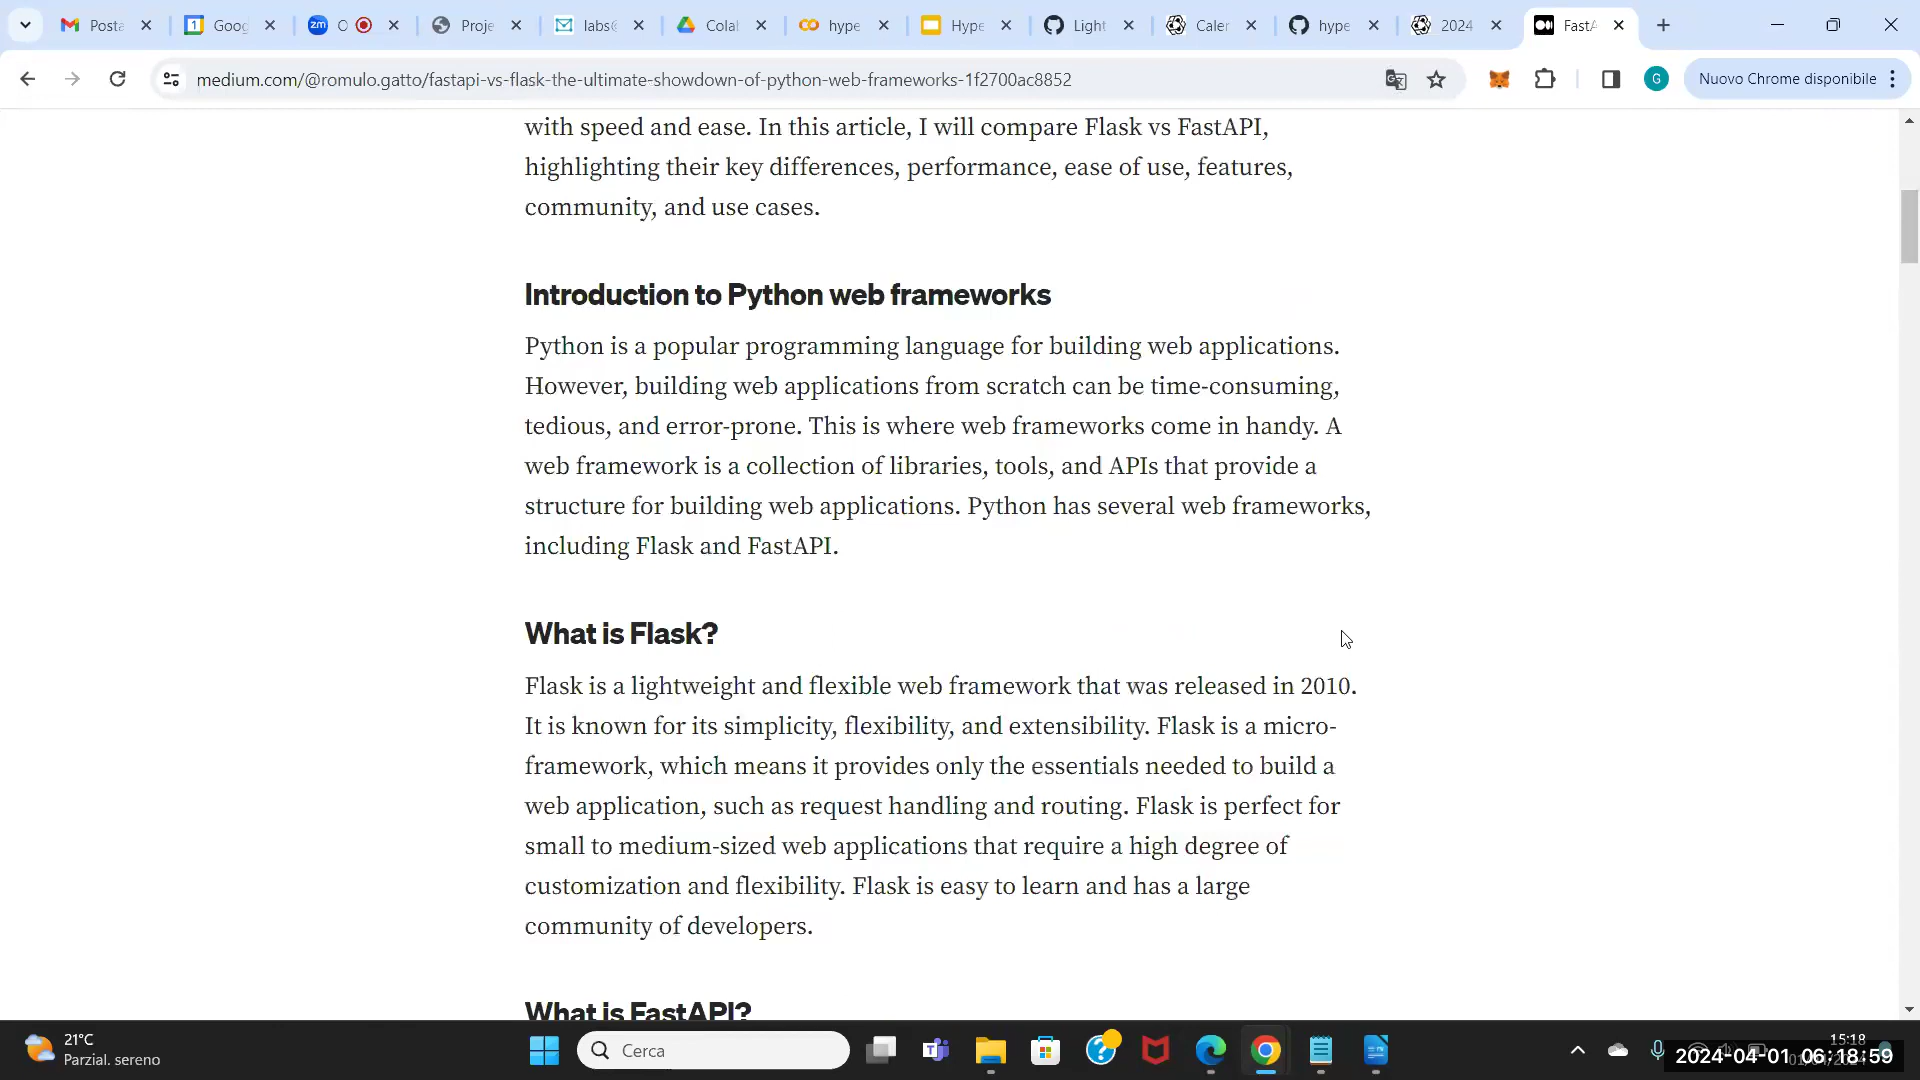 Posta
Goog
zm
O
Proje
labs@
Colal
hype
Hype
Light
Caler
hype
2024
FastA
medium.com/@romulo.gatto/fastapi-vs-flask-the-ultimate-showdown-of-python-web-frameworks-1f2700ac8852
G
Nuovo Chrome disponibile
with speed and ease. In this article, I will compare Flask vs FastAPI,
highlighting their key differences, performance, ease of use, features,
community, and use cases.
Introduction to Python web frameworks
Python is a popular programming language for building web applications.
However, building web applications from scratch can be time-consuming,
tedious, and error-prone. This is where web frameworks come in handy. A
web framework is a collection of libraries, tools, and APIs that provide a
structure for building web applications. Python has several web frameworks,
including Flask and FastAPI.
What is Flask?
Flask is a lightweight and flexible web framework that was released in 2010.
It is known for its simplicity, flexibility, and extensibility. Flask is a micro-
framework, which means it provides only the essentials needed to build a
web application, such as request handling and routing. Flask is perfect for
small to medium-sized web applications that require a high degree of
customization and flexibility. Flask is easy to learn and has a large
community of developers.
What is FastAPI?
21°C
Parzial. sereno
Cerca
15:18
2024-04-01 06:18:59